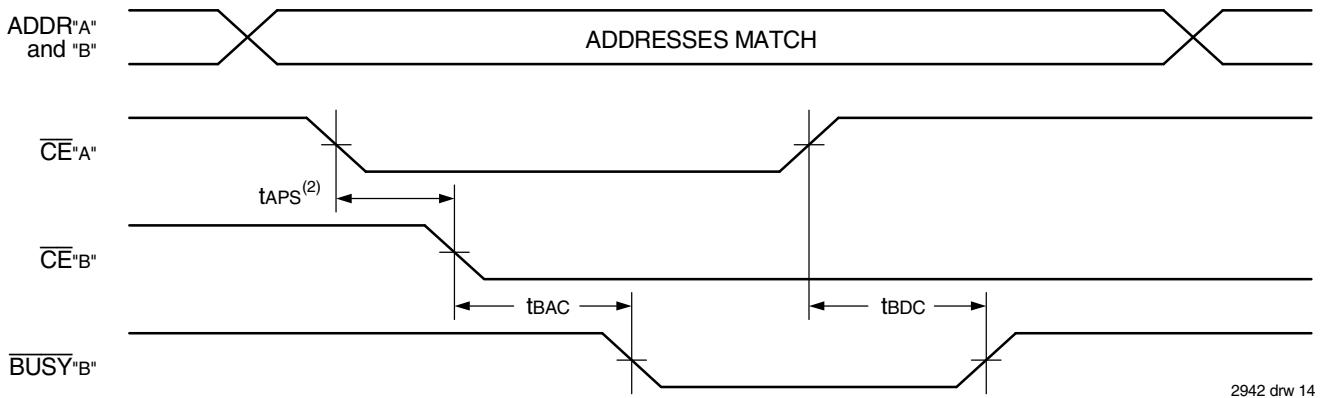 ADDR"A"
and "B"
ADDRESSES MATCH
CE"A"
tAPS(2)
CE"B"
tBAC
tBDC
BUSY"B"
2942 drw 14